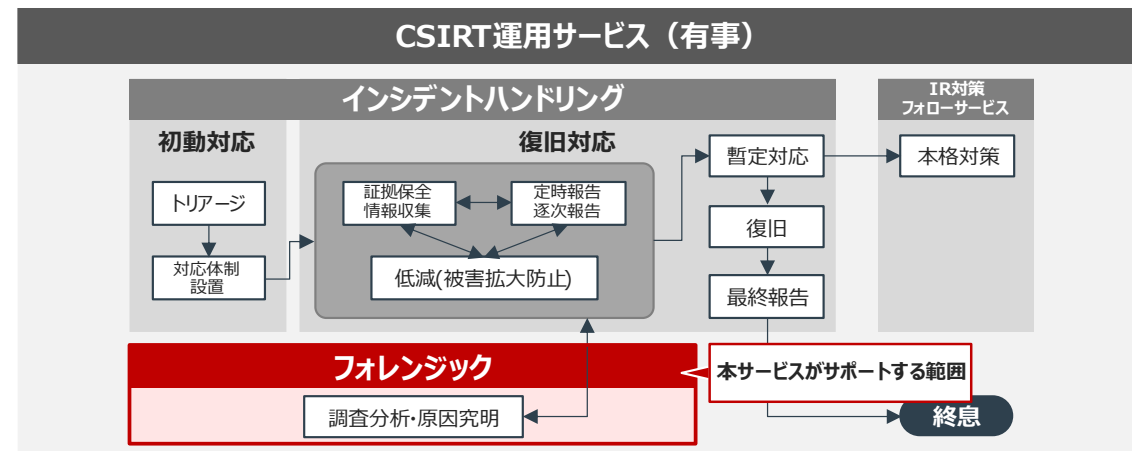 CSIRT運用サービス（有事）
インシデントハンドリング
IR対策
フォローサービス
初動対応
復旧対応
トリアージ
対応体制
設置
証拠保全
情報収集
定時報告
逐次報告
低減(被害拡大防止)
暫定対応
復旧
最終報告
本格対策
フォレンジック
調査分析・原因究明
本サービスがサポートする範囲
終息